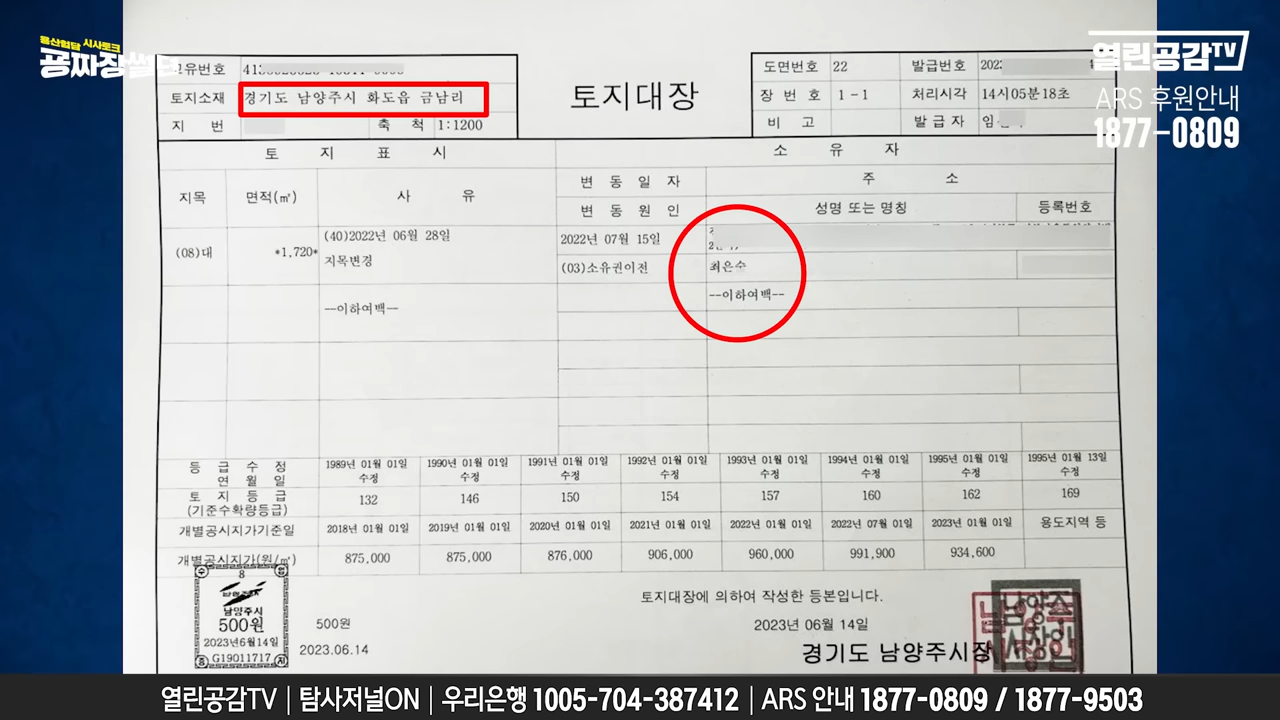 용산협담 시사토크
꽁짜장썰뎐
열린공감TV
ARS 후원안내
1877-0809
고유번호
토지소재 경기도 남양주시 화도읍 금남리
지 번 축 척 1:1200
토지대장
도면번호 22 발급번호 202
장 번 호 1-1 처리시각 14시05분18초
비 고 발급자 임
토 지 표 시 소 유 자
지목 면적(㎡) 사 유 변 동 일 자 주 소
변 동 원 인 성명 또는 명칭 등록번호
(08)대 *1,720* (40)2022년 06월 28일 2022년 07월 15일
지목변경 (03)소유권이전 최은수
--이하여백-- --이하여백--
등 급 수 정 연 월 일 1989년 01월 01일 수정 1990년 01월 01일 수정 1991년 01월 01일 수정 1992년 01월 01일 수정 1993년 01월 01일 수정 1994년 01월 01일 수정 1995년 01월 01일 수정 1995년 01월 13일 수정
토 지 등 급 (기준수확량등급) 132 146 150 154 157 160 162 169
개별공시지가기준일 2018년 01월 01일 2019년 01월 01일 2020년 01월 01일 2021년 01월 01일 2022년 01월 01일 2022년 07월 01일 2023년 01월 01일 용도지역 등
개별공시지가(원/㎡) 875,000 875,000 876,000 906,000 960,000 991,900 934,600
8
남양주시
500원
2023년6월14일
G19011717
500원
2023.06.14
토지대장에 의하여 작성한 등본입니다.
2023년 06월 14일
경기도 남양주시장
남양주시장인
열린공감TV | 탐사저널ON | 우리은행 1005-704-387412 | ARS 안내 1877-0809 / 1877-9503